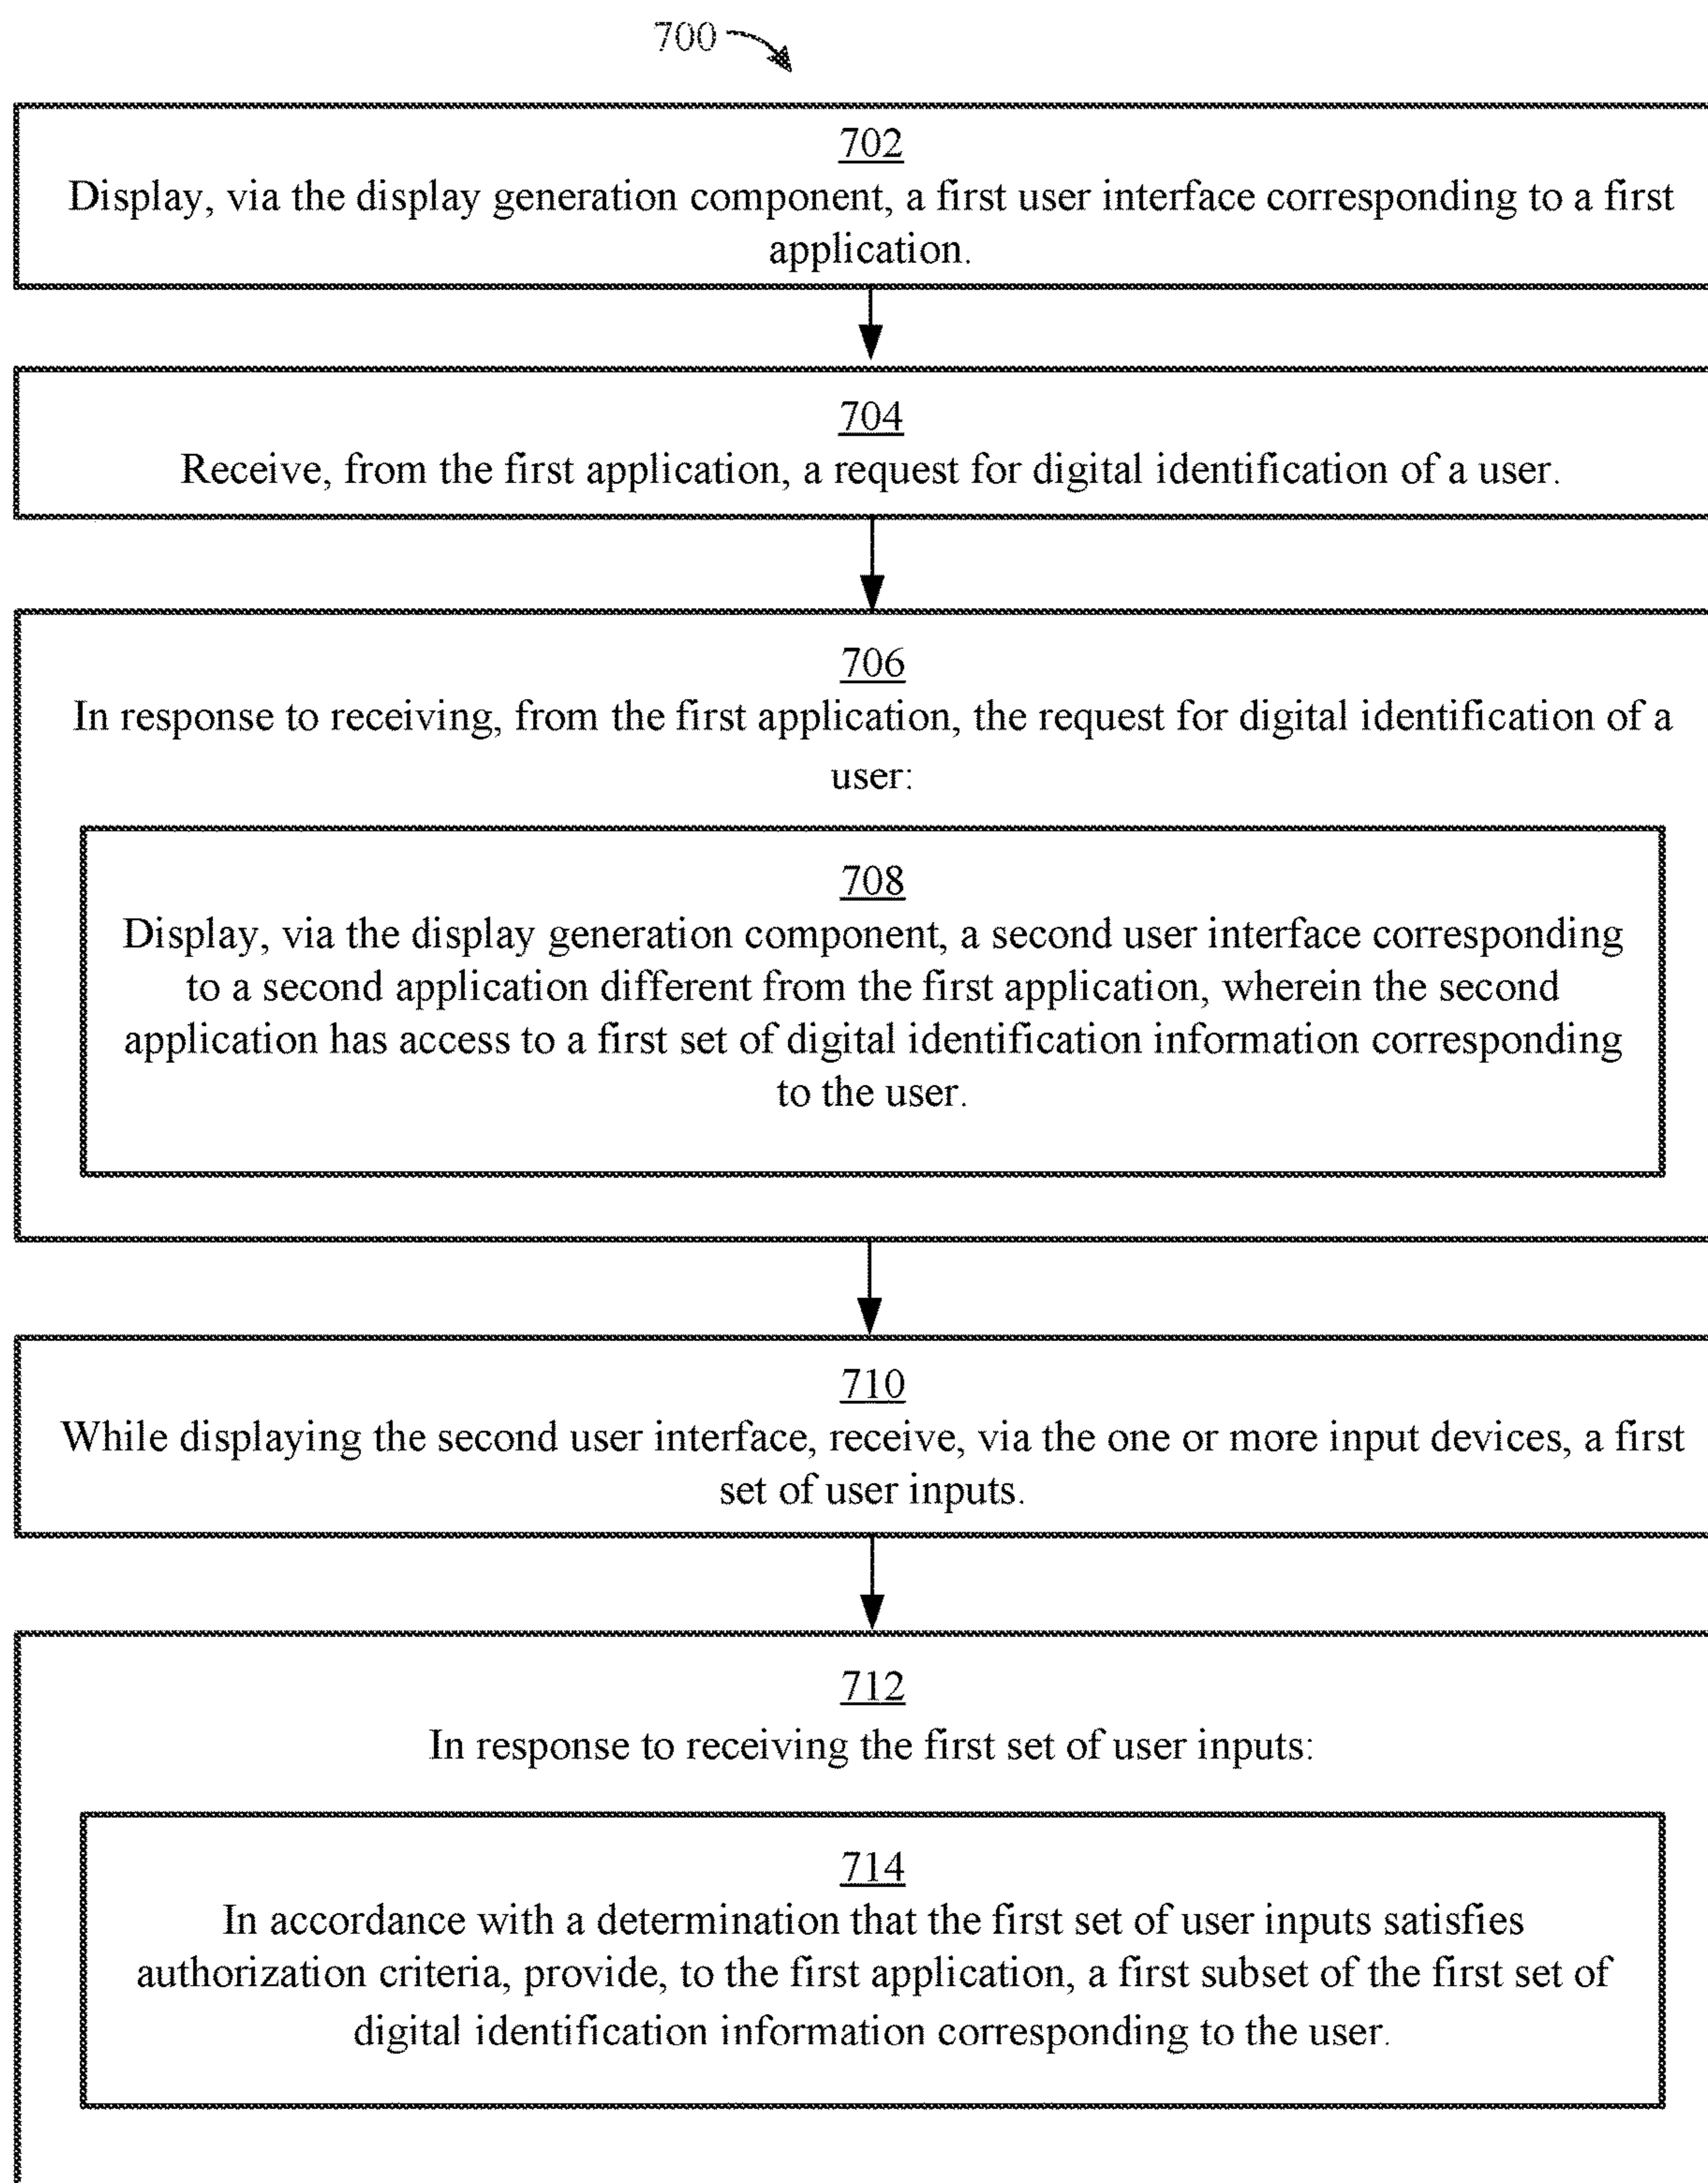 700
702
Display, via the display generation component, a first user interface corresponding to a first
application.
704
Receive, from the first application, a request for digital identification of a user.
706
In response to receiving, from the first application, the request for digital identification of a
user:
708
Display, via the display generation component, a second user interface corresponding
to a second application different from the first application, wherein the second
application has access to a first set of digital identification information corresponding
to the user.
710
While displaying the second user interface, receive, via the one or more input devices, a first
set of user inputs.
712
In response to receiving the first set of user inputs:
714
In accordance with a determination that the first set of user inputs satisfies
authorization criteria, provide, to the first application, a first subset of the first set of
digital identification information corresponding to the user.